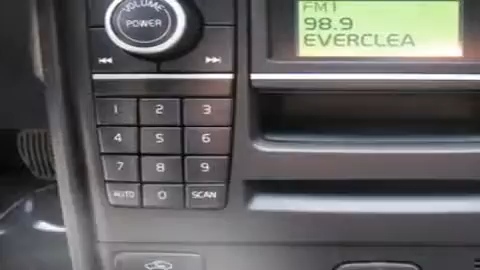 VOLUME
POWER
FM1
98.9
EVERCLEA
1 2 3
4 5 6
7 8 9
AUTO 0 SCAN